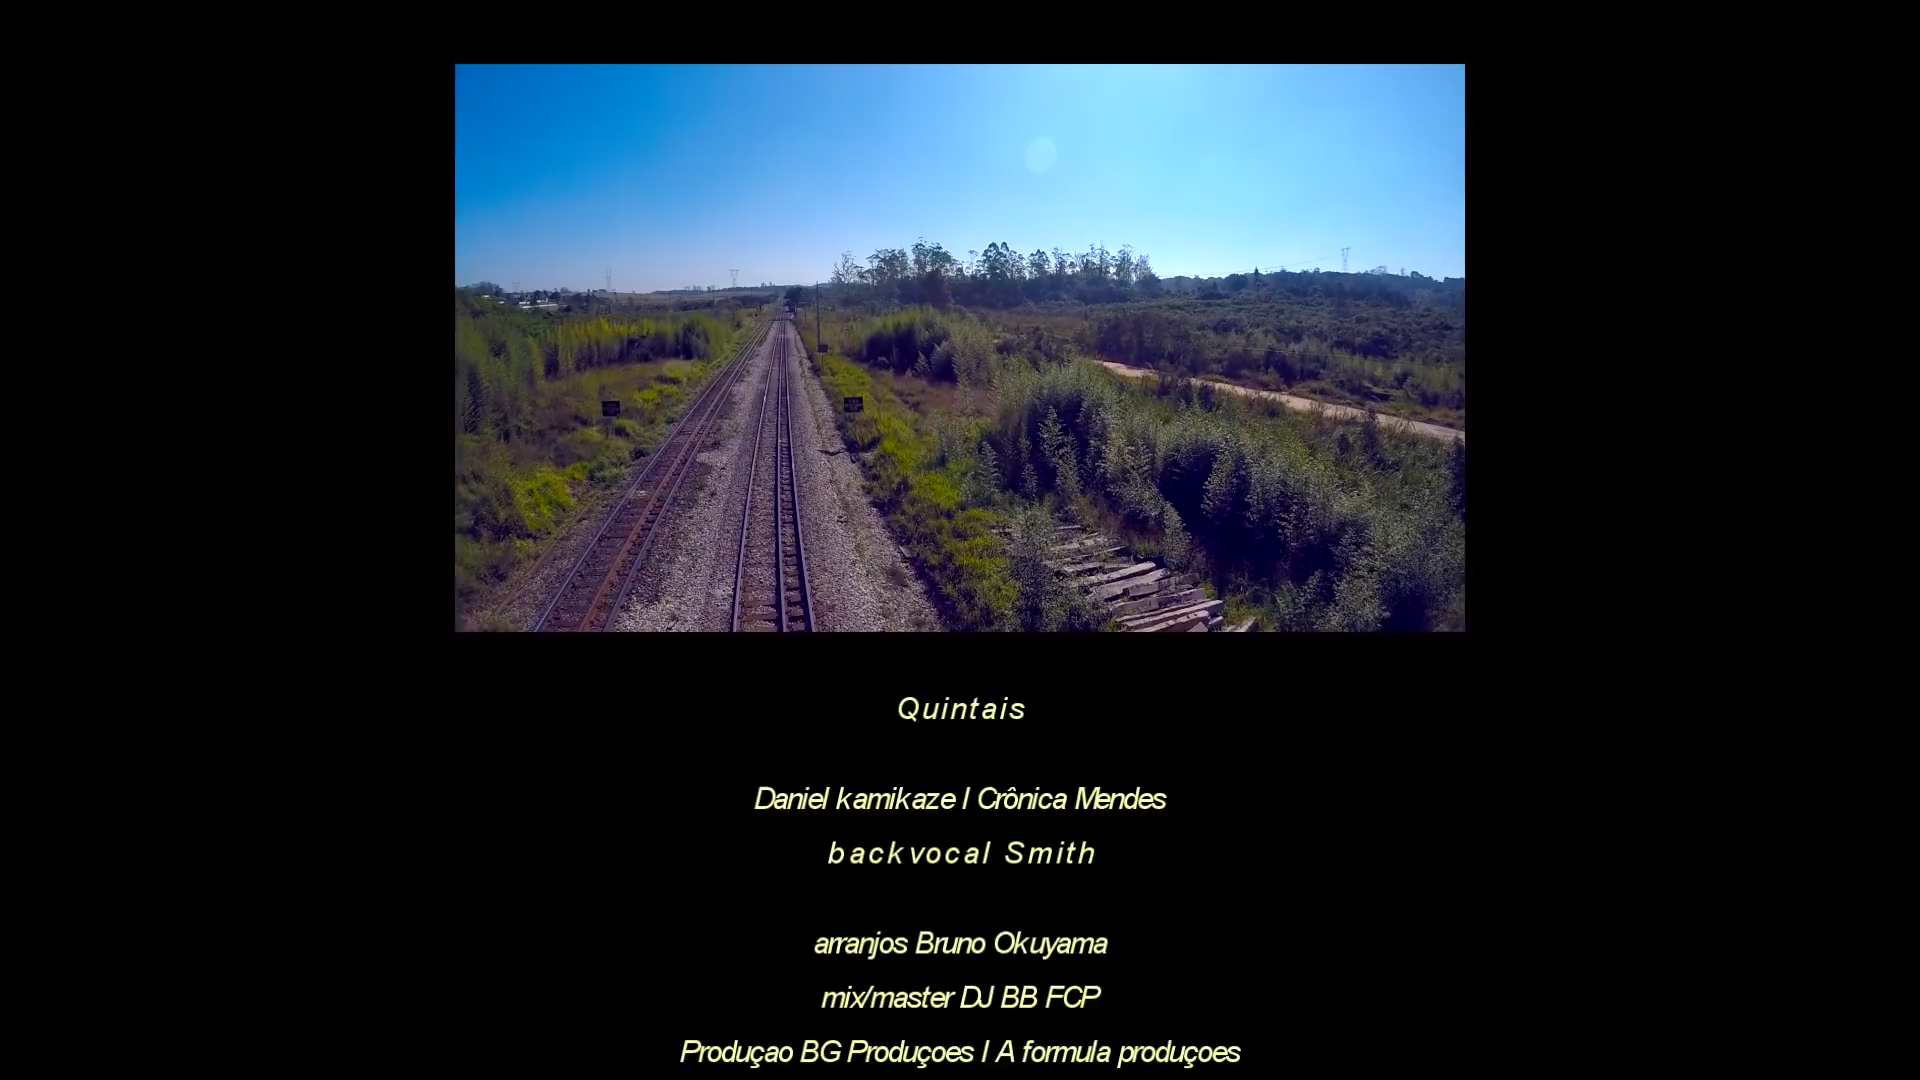 Quintais
Daniel kamikaze / Crônica Mendes
backvocal Smith
arranjos Bruno Okuyama
mix/master DJ BB FCP
Produçao BG Produçoes / A formula produçoes